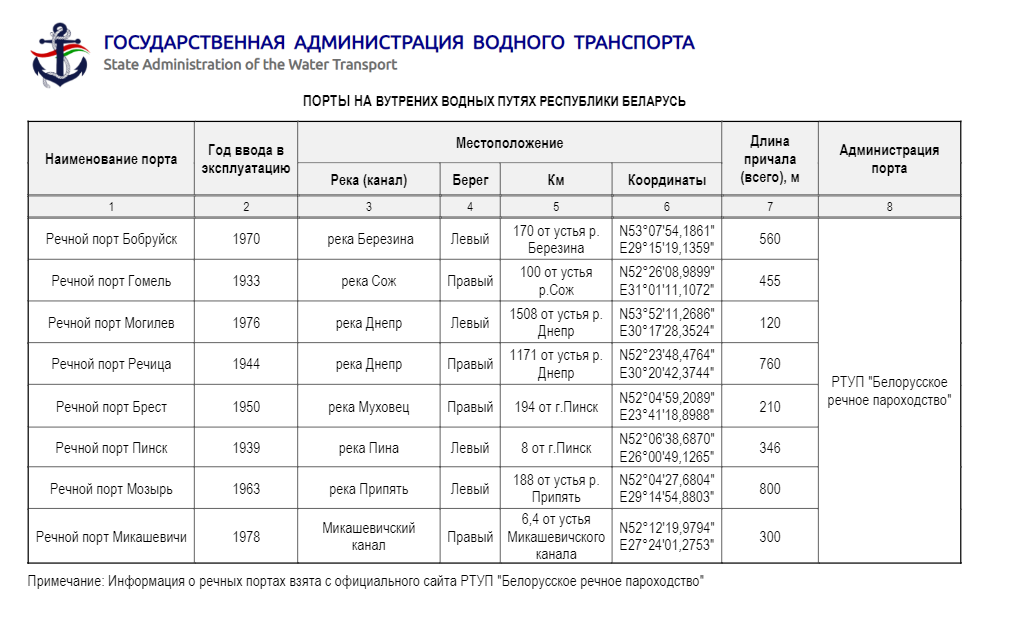 ГОСУДАРСТВЕННАЯ АДМИНИСТРАЦИЯ ВОДНОГО ТРАНСПОРТА
State Administration of the Water Transport
ПОРТЫ НА ВУТРЕНИХ ВОДНЫХ ПУТЯХ РЕСПУБЛИКИ БЕЛАРУСЬ
Наименование порта
Год ввода в
эксплуатацию
Местоположение
Длина
причала
(всего), м
Администрация
порта
Река (канал)
Берег
Км
Координаты
1
2
3
4
5
6
7
8
Речной порт Бобруйск
1970
река Березина
Левый
170 от устья р.
Березина
N53°07'54,1861"
E29°15'19,1359"
560
Речной порт Гомель
1933
река Сож
Правый
100 от устья
р.Сож
N52°26'08,9899"
E31°01'11,1072"
455
Речной порт Могилев
1976
река Днепр
Левый
1508 от устья р.
Днепр
N53°52'11,2686"
E30°17'28,3524"
120
Речной порт Речица
1944
река Днепр
Правый
1171 от устья р.
Днепр
N52°23'48,4764"
E30°20'42,3744"
760
Речной порт Брест
1950
река Муховец
Правый
194 от г.Пинск
N52°04'59,2089"
E23°41'18,8988"
210
Речной порт Пинск
1939
река Пина
Левый
8 от г.Пинск
N52°06'38,6870"
E26°00'49,1265"
346
Речной порт Мозырь
1963
река Припять
Левый
188 от устья р.
Припять
N52°04'27,6804"
E29°14'54,8803"
800
Речной порт Микашевичи
1978
Микашевичский
канал
Правый
6,4 от устья
Микашевичского
канала
N52°12'19,9794"
E27°24'01,2753"
300
РТУП "Белорусское
речное пароходство"
Примечание: Информация о речных портах взята с официального сайта РТУП "Белорусское речное пароходство"